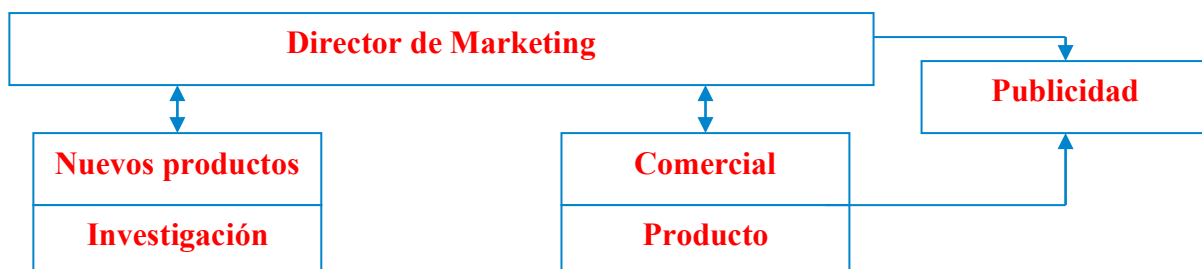 Director de Marketing
Publicidad
Nuevos productos
Comercial
Investigación
Producto